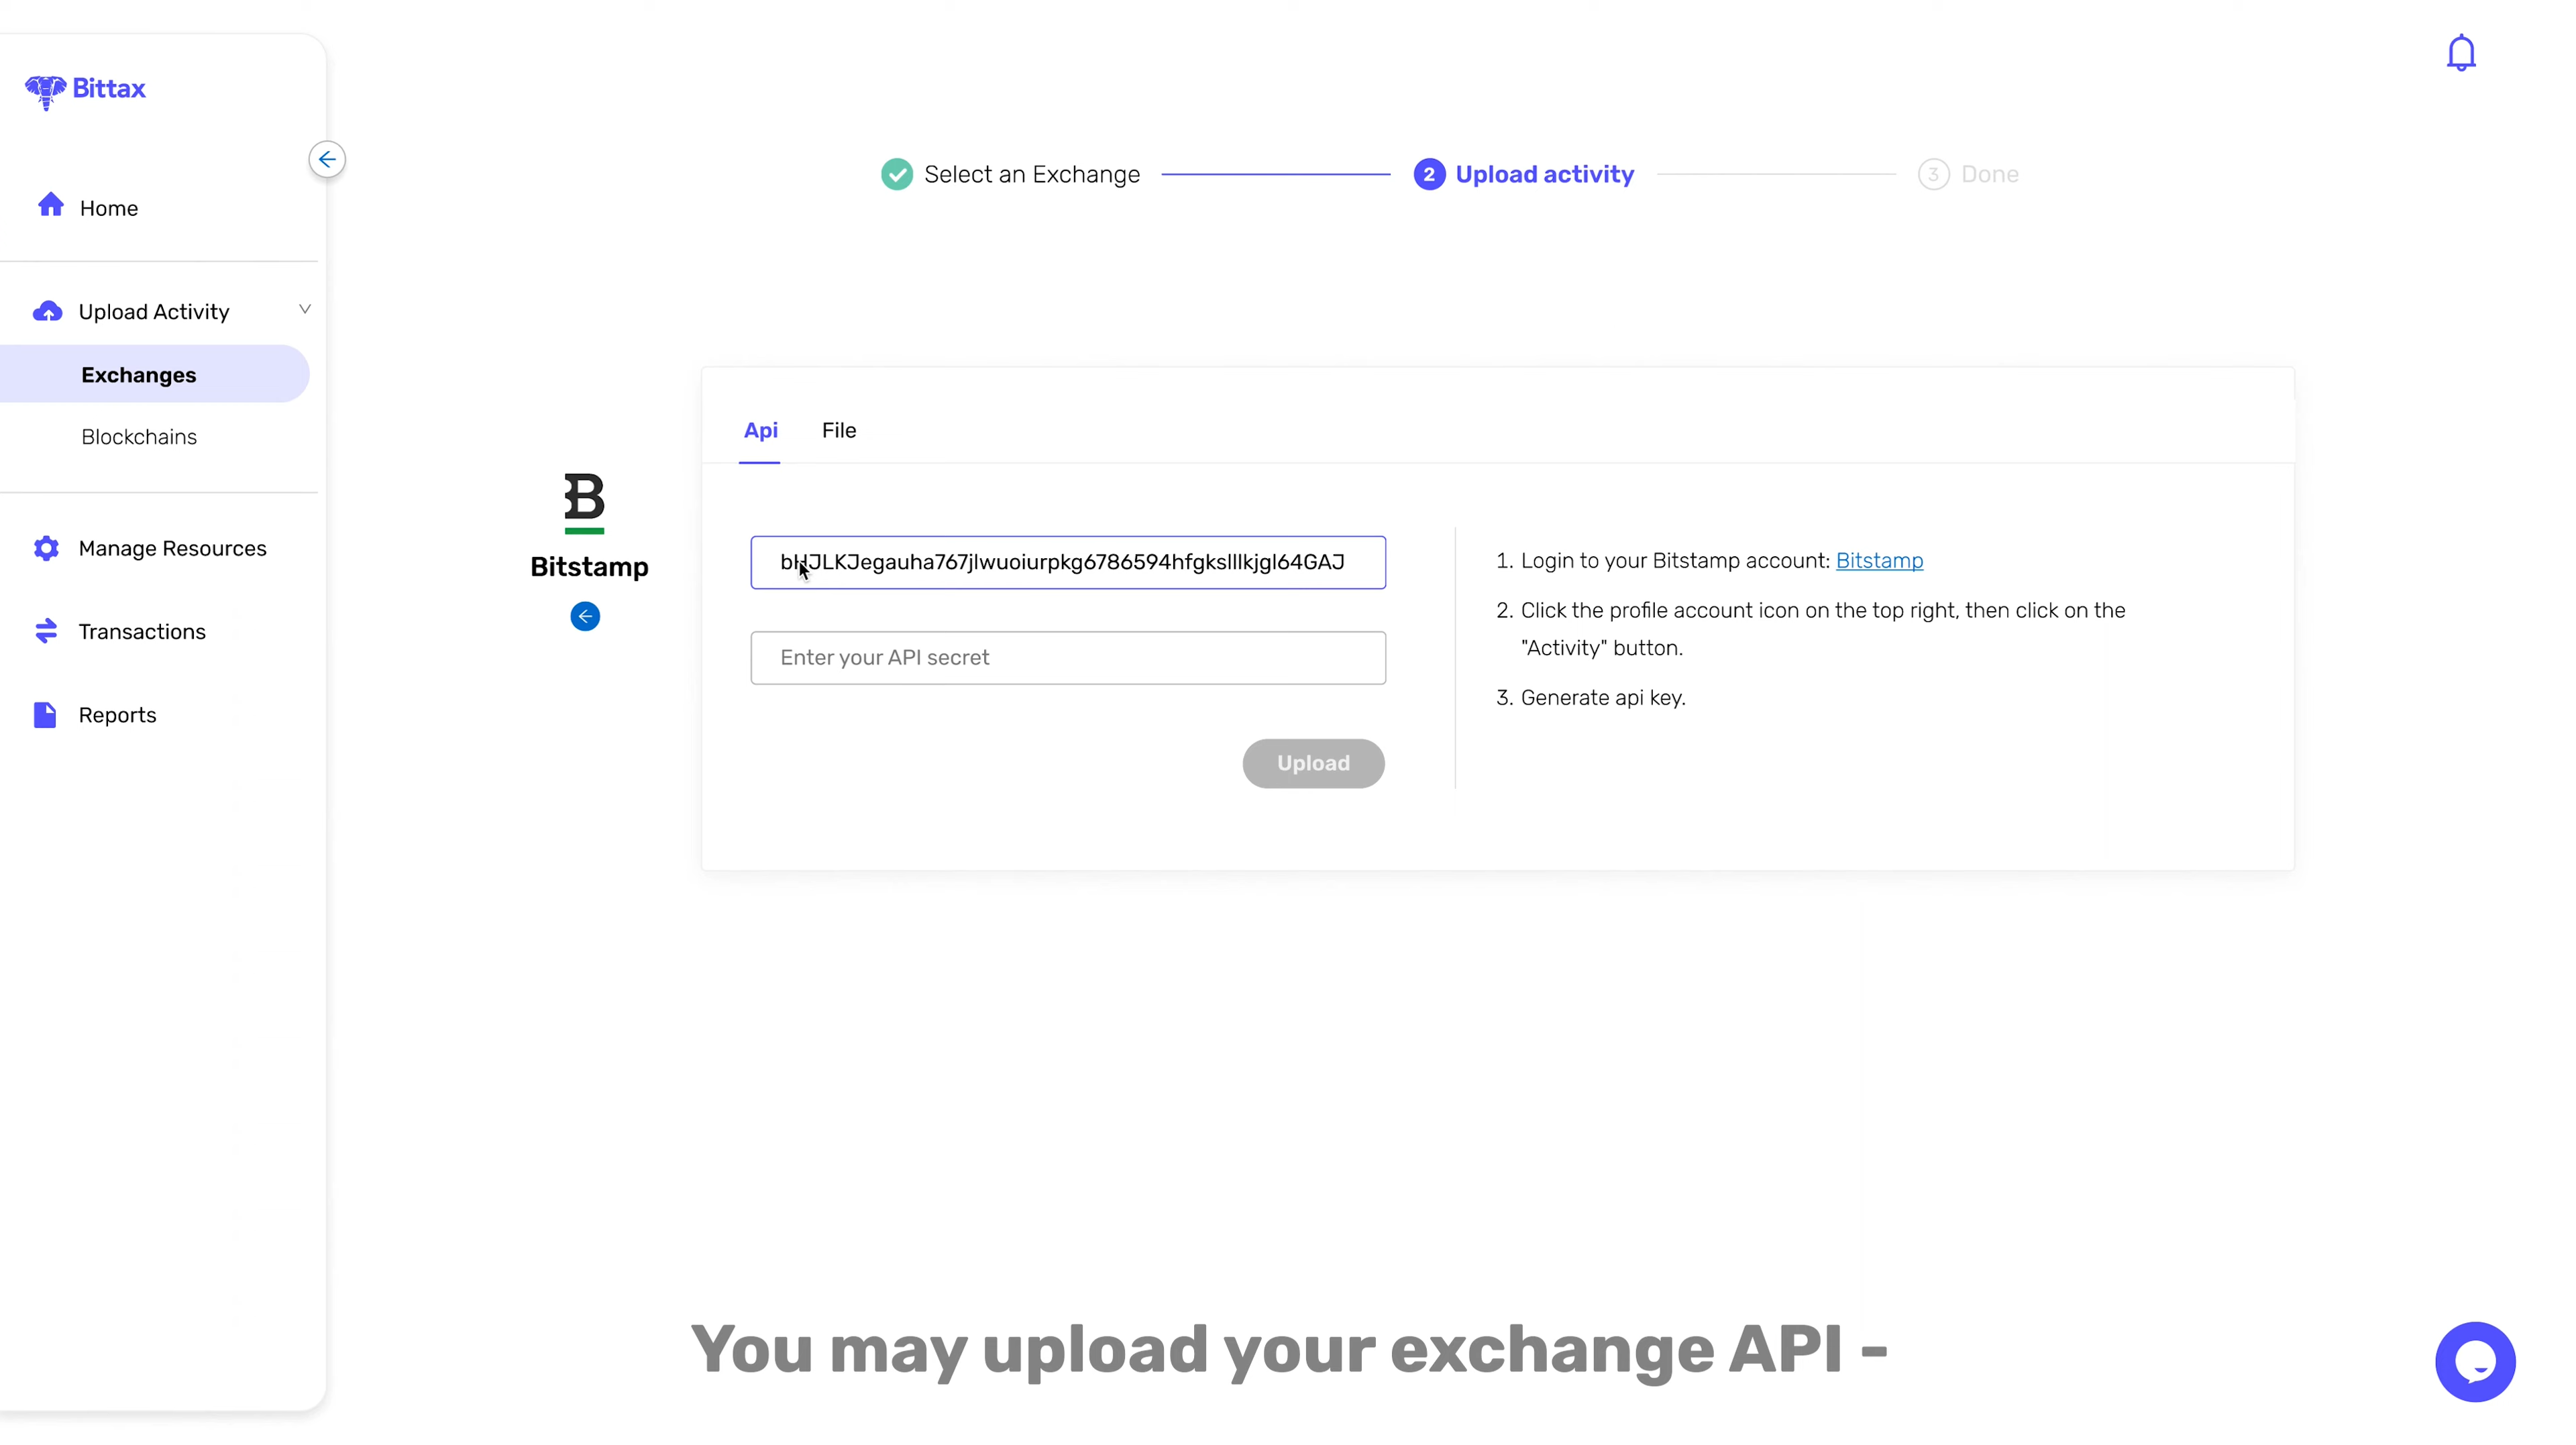 Bittax
Home
Upload Activity
Exchanges
Blockchains
Manage Resources
Transactions
Reports
Select an Exchange
2 Upload activity
3 Done
Bitstamp
Api File
bHJLKJegauha767jlwuoiurpkg6786594hfgksIllkjgl64GAJ
Enter your API secret
Upload
1. Login to your Bitstamp account: Bitstamp
2. Click the profile account icon on the top right, then click on the
"Activity" button.
3. Generate api key.
You may upload your exchange API -